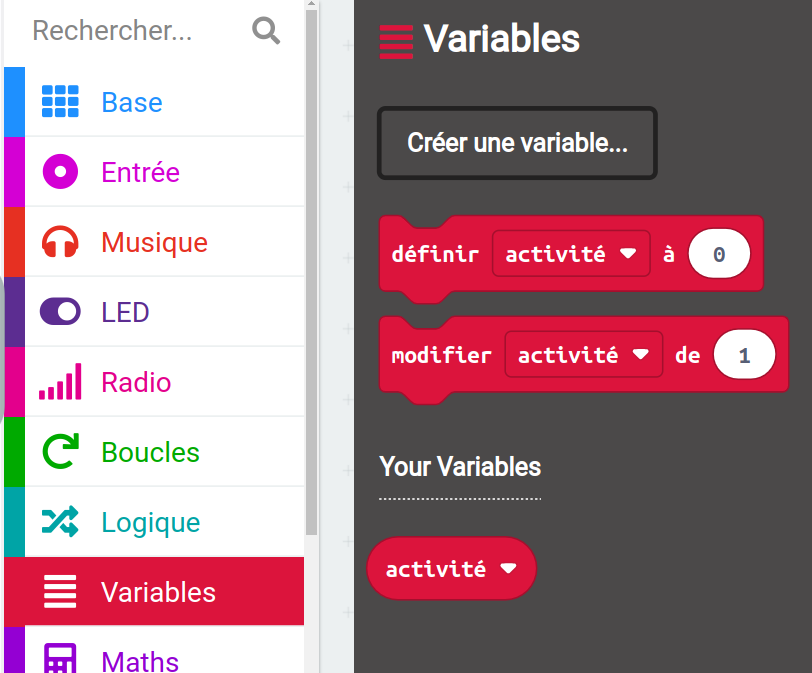 Rechercher...
Base
Entrée
Musique
LED
Radio
Boucles
Logique
Variables
Maths
Variables
Créer une variable...
définir activité à 0
modifier activité de 1
Your Variables
activité